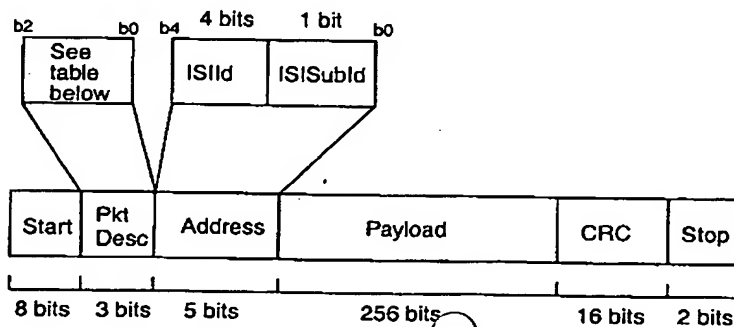 4 bits 1 bit
b2 b0 b4 b0
See
table
below
ISIId ISISubId
Start Pkt
Desc Address Payload CRC Stop
8 bits 3 bits 5 bits 256 bits 16 bits 2 bits